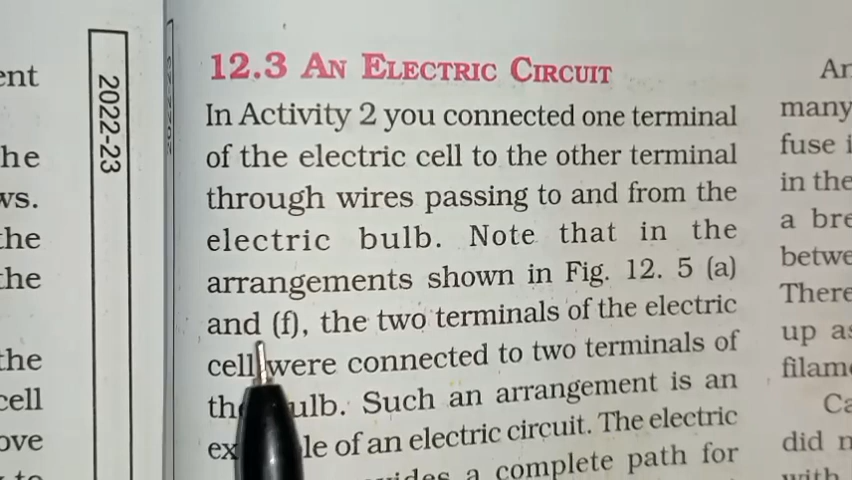 ent
he
ws.
the
the
the
cell
ove
2022-23
12.3 AN ELECTRIC CIRCUIT
In Activity 2 you connected one terminal
of the electric cell to the other terminal
through wires passing to and from the
electric bulb. Note that in the
arrangements shown in Fig. 12. 5 (a)
and (f), the two terminals of the electric
cell were connected to two terminals of
ulb. Such an arrangement is an
le of an electric circuit. The electric
a complete path for
many
fuse i
in the
a bre
betwe
There
up as
filame
Ca
did n
with